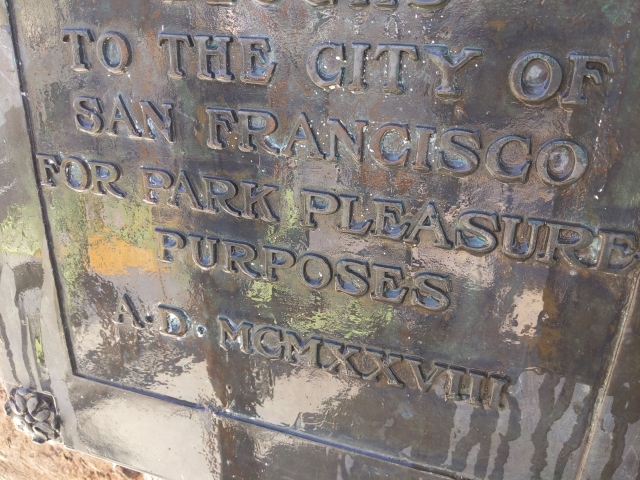 TO THE CITY OF
SAN FRANCISCO
FOR PARK PLEASURE
PURPOSES
A.D. MCMXXVIII